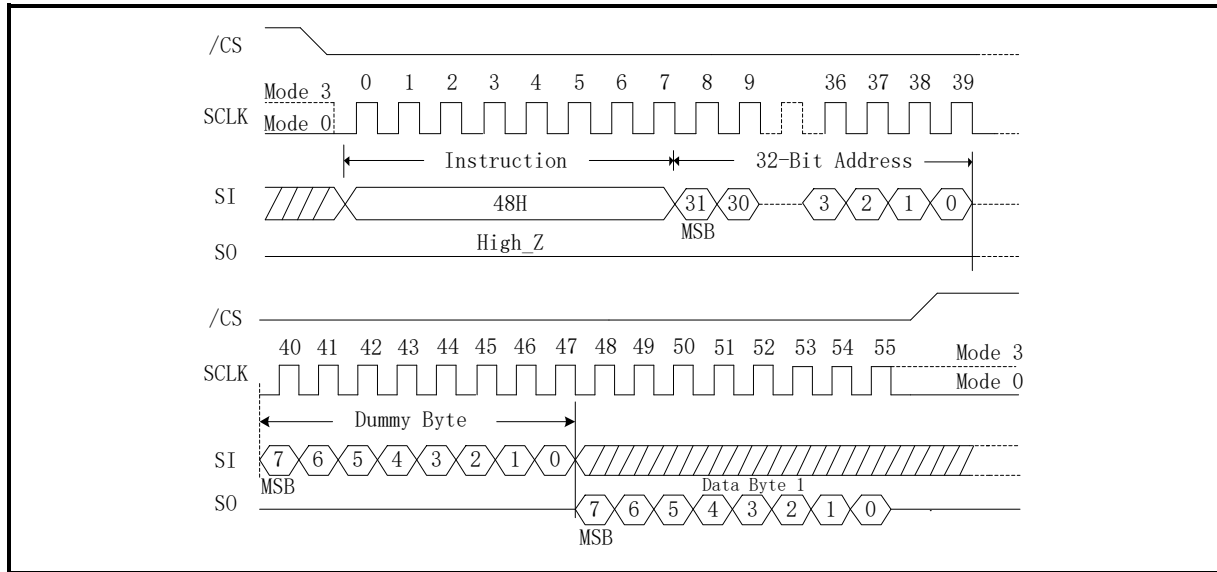 /CS
0 1 2 3 4 5 6 7 8 9 36 37 38 39
Mode 3
SCLK
Mode 0
Instruction 32-Bit Address
SI 48H 31 30 3 2 1 0
MSB
High_Z
SO
/CS
40 41 42 43 44 45 46 47 48 49 50 51 52 53 54 55
Mode 3
SCLK
Mode 0
Dummy Byte
SI 7 6 5 4 3 2 1 0
MSB
Data Byte 1
SO 7 6 5 4 3 2 1 0
MSB